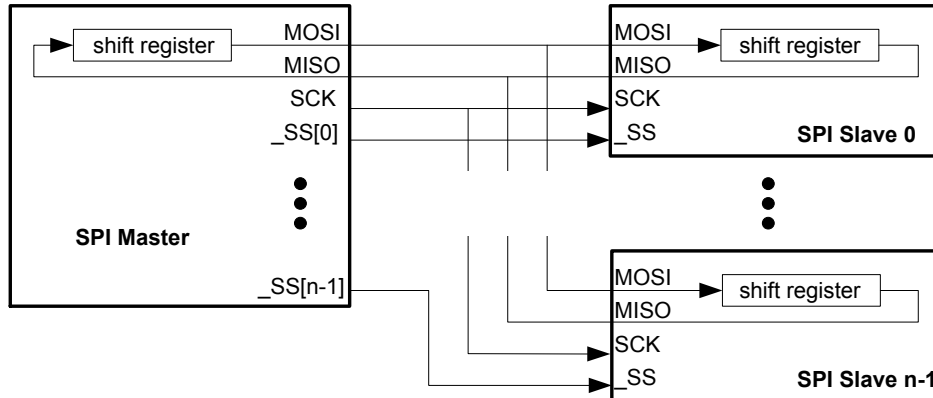 shift register
MOSI
MISO
SCK
_SS[0]
SPI Master
_SS[n-1]
MOSI
shift register
MISO
SCK
_SS
SPI Slave 0
MOSI
shift register
MISO
SCK
_SS
SPI Slave n-1